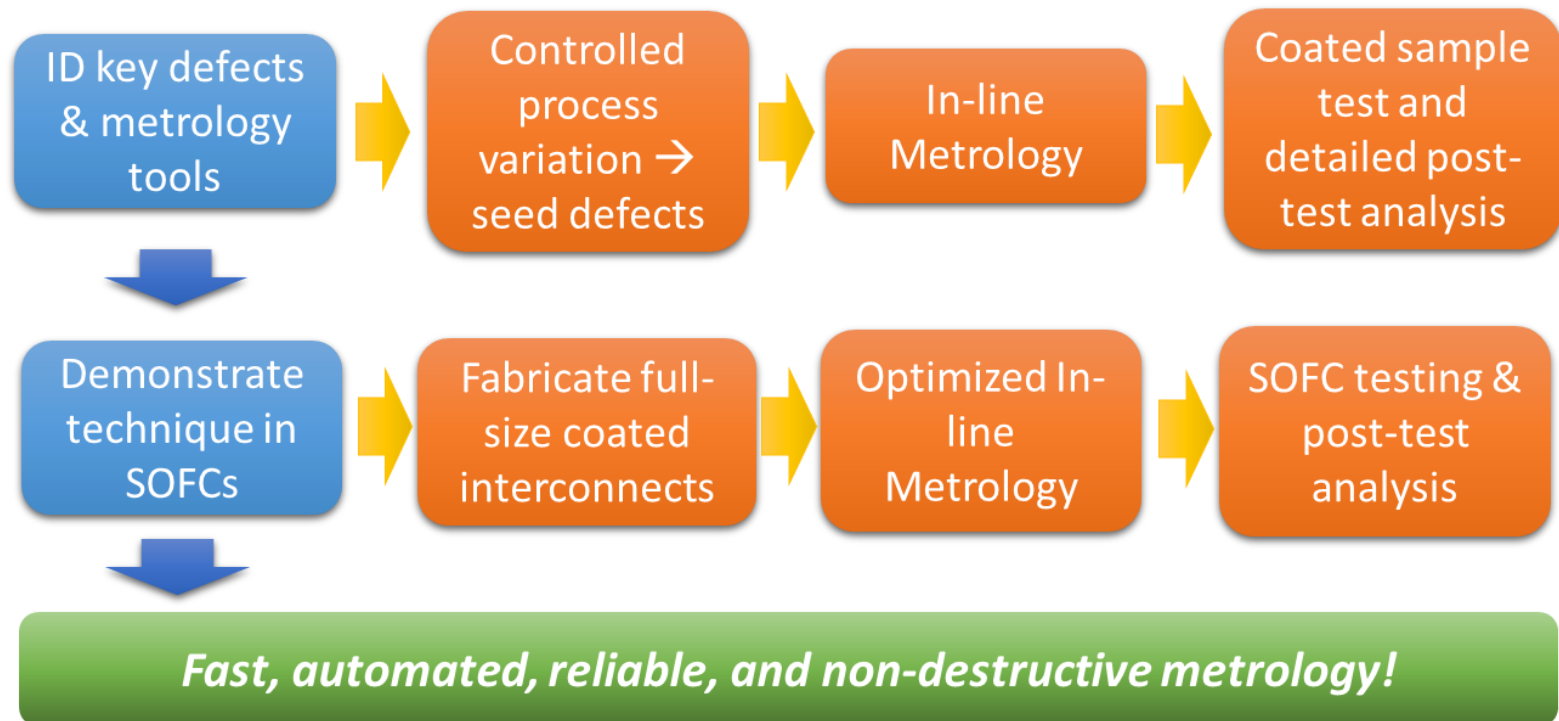 ID key defects
& metrology
tools
Controlled
process
variation →
seed defects
In-line
Metrology
Coated sample
test and
detailed post-
test analysis
Demonstrate
technique in
SOFCs
Fabricate full-
size coated
interconnects
Optimized In-
line
Metrology
SOFC testing &
post-test
analysis
Fast, automated, reliable, and non-destructive metrology!